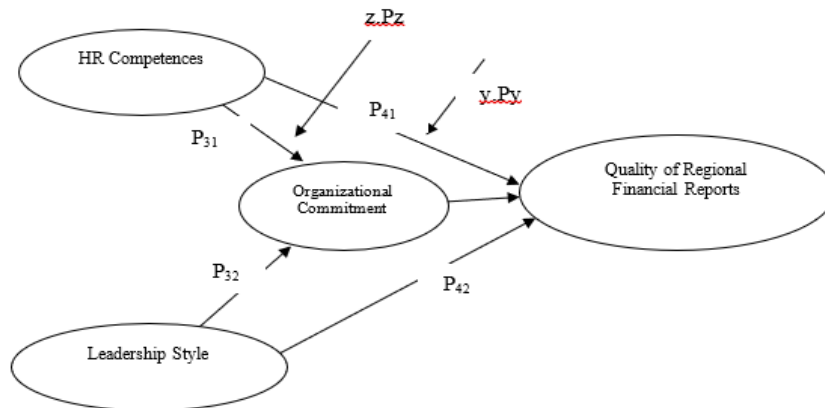 z.Pz
HR Competences
y.Py
P₄₁
P₃₁
Quality of Regional
Financial Reports
Organizational
Commitment
P₃₂
P₄₂
Leadership Style